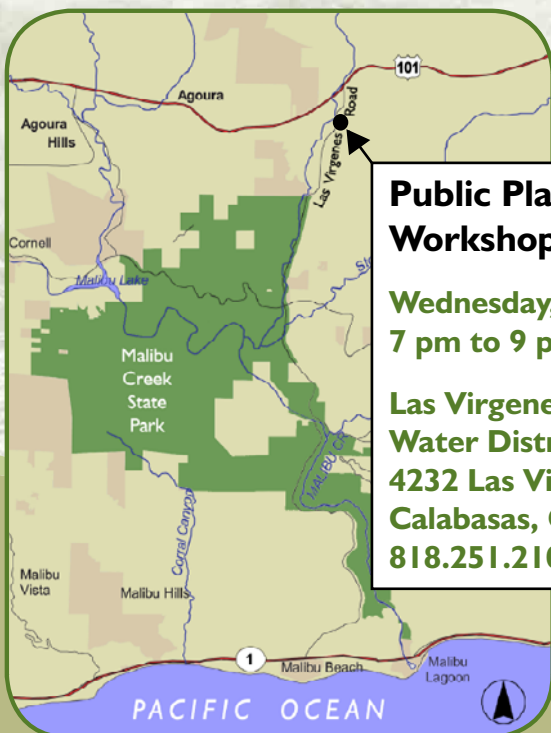 101
Agoura
Agoura
Hills
Las Virgenes Road
Cornell
Malibu Lake
Malibu
Creek
State
Park
MALIBU CR
Corral Canyon
Malibu
Vista
Malibu Hills
1
Malibu Beach
Malibu
Lagoon
PACIFIC OCEAN
Public Pla
Workshop
Wednesday,
7 pm to 9 p
Las Virgene
Water Distr
4232 Las Vi
Calabasas, C
818.251.210